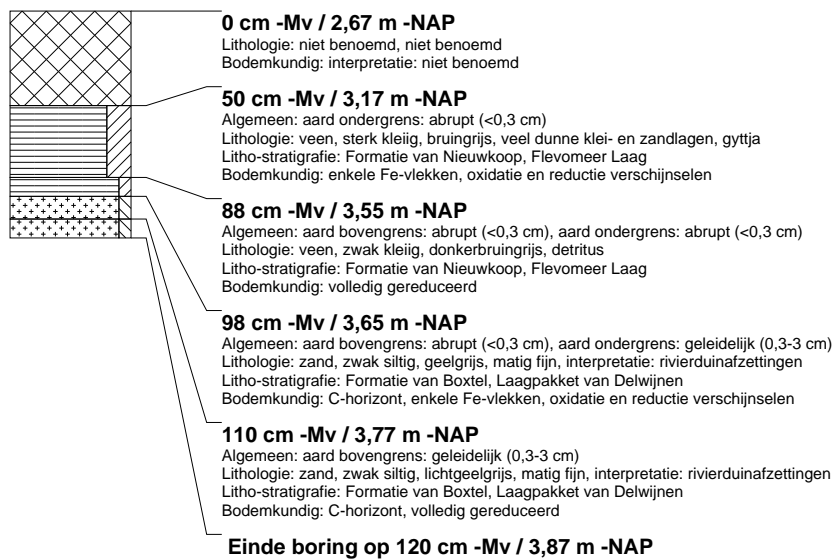 0 cm -Mv / 2,67 m -NAP
Lithologie: niet benoemd, niet benoemd
Bodemkundig: interpretatie: niet benoemd
50 cm -Mv / 3,17 m -NAP
Algemeen: aard ondergrens: abrupt (<0,3 cm)
Lithologie: veen, sterk kleiig, bruingrijs, veel dunne klei- en zandlagen, gyttja
Litho-stratigrafie: Formatie van Nieuwkoop, Flevomeer Laag
Bodemkundig: enkele Fe-vlekken, oxidatie en reductie verschijnselen
88 cm -Mv / 3,55 m -NAP
Algemeen: aard bovengrens: abrupt (<0,3 cm), aard ondergrens: abrupt (<0,3 cm)
Lithologie: veen, zwak kleiig, donkerbruingrijs, detritus
Litho-stratigrafie: Formatie van Nieuwkoop, Flevomeer Laag
Bodemkundig: volledig gereduceerd
98 cm -Mv / 3,65 m -NAP
Algemeen: aard bovengrens: abrupt (<0,3 cm), aard ondergrens: geleidelijk (0,3-3 cm)
Lithologie: zand, zwak siltig, geelgrijs, matig fijn, interpretatie: rivierduinafzettingen
Litho-stratigrafie: Formatie van Boxtel, Laagpakket van Delwijnen
Bodemkundig: C-horizont, enkele Fe-vlekken, oxidatie en reductie verschijnselen
110 cm -Mv / 3,77 m -NAP
Algemeen: aard bovengrens: geleidelijk (0,3-3 cm)
Lithologie: zand, zwak siltig, lichtgeelgrijs, matig fijn, interpretatie: rivierduinafzettingen
Litho-stratigrafie: Formatie van Boxtel, Laagpakket van Delwijnen
Bodemkundig: C-horizont, volledig gereduceerd
Einde boring op 120 cm -Mv / 3,87 m -NAP